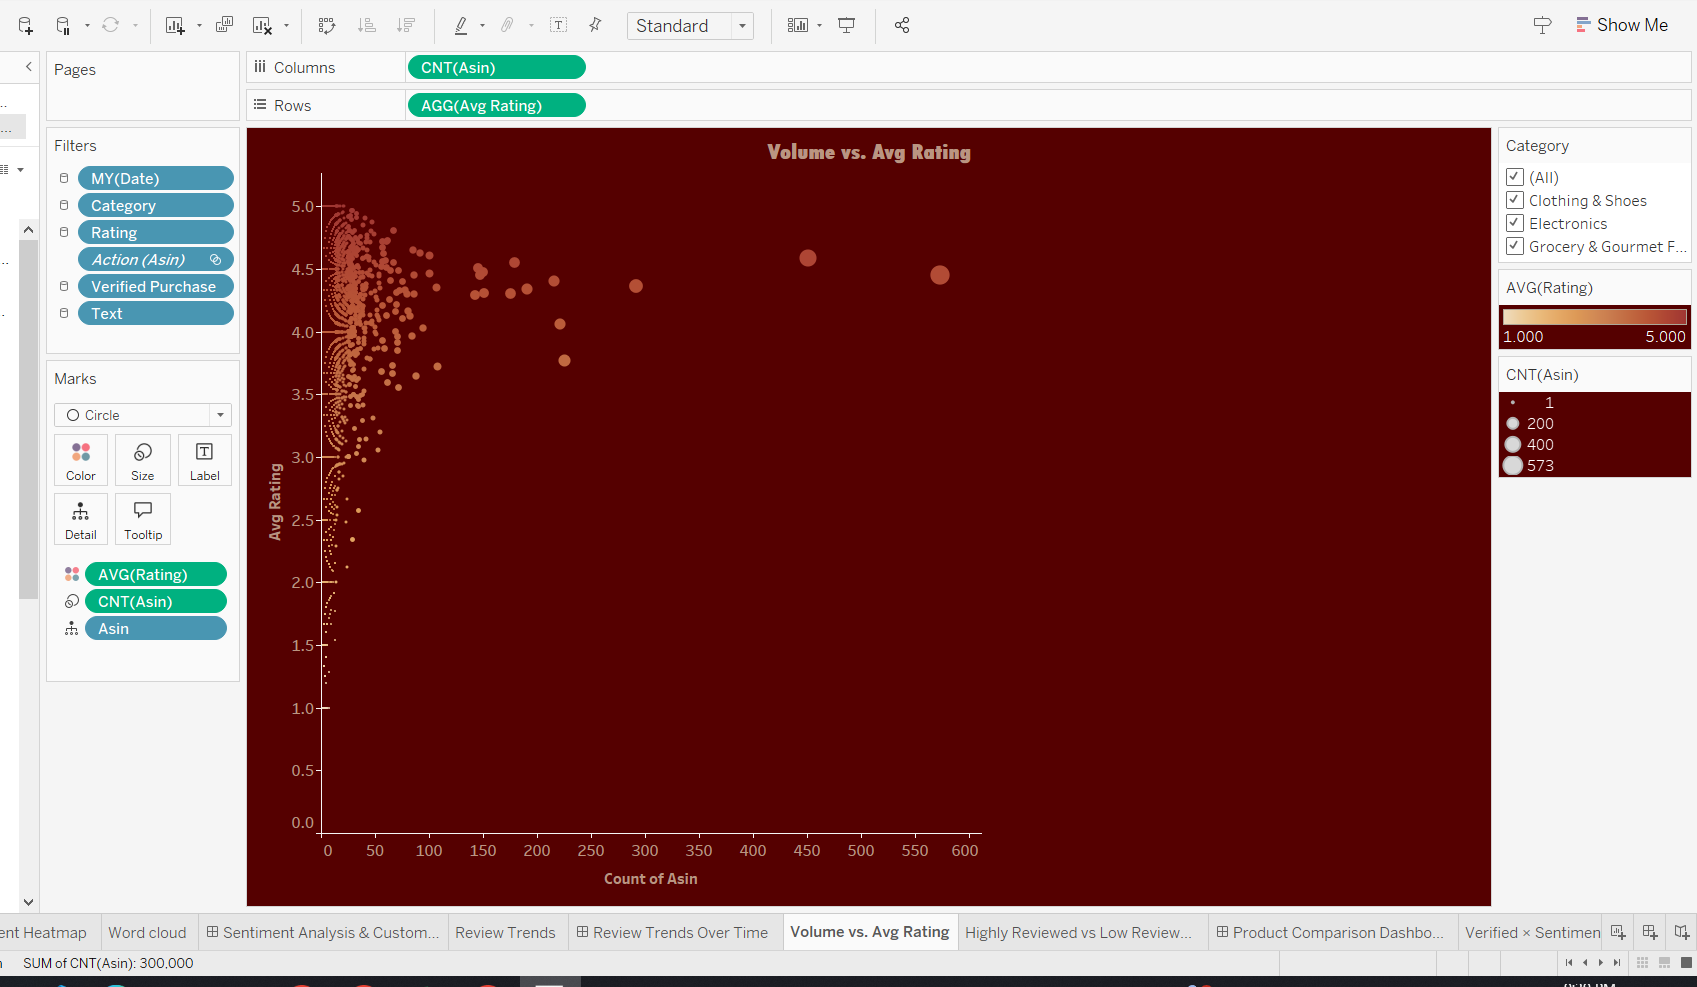 Standard
Show Me
Pages
Columns
CNT(Asin)
Rows
AGG(Avg Rating)
Filters
MY(Date)
Category
Rating
Action (Asin)
Verified Purchase
Text
Marks
Circle
Color
Size
Label
Detail
Tooltip
AVG(Rating)
CNT(Asin)
Asin
Volume vs. Avg Rating
5.0
4.5
4.0
3.5
3.0
2.5
2.0
1.5
1.0
0.5
0.0
Avg Rating
0 50 100 150 200 250 300 350 400 450 500 550 600
Count of Asin
Category
(All)
Clothing & Shoes
Electronics
Grocery & Gourmet F...
AVG(Rating)
1.000 5.000
CNT(Asin)
1
200
400
573
ent Heatmap Word cloud Sentiment Analysis & Custom... Review Trends Review Trends Over Time Volume vs. Avg Rating Highly Reviewed vs Low Review... Product Comparison Dashbo... Verified × Sentimen
SUM of CNT(Asin): 300,000